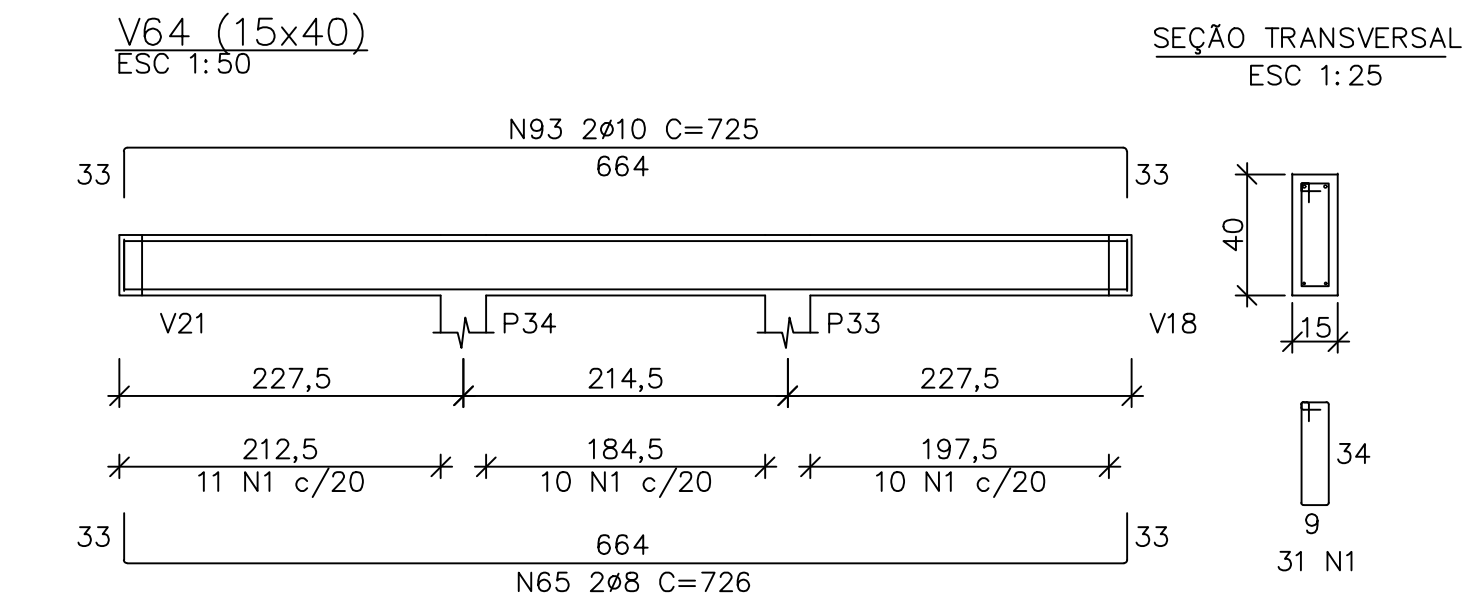 V64 (15x40)
ESC 1:50
SEÇÃO TRANSVERSAL
ESC 1:25
N93 2ø10 C=725
33
664
33
40
V21
P34
P33
V18
15
227,5
214,5
227,5
212,5
184,5
197,5
11 N1 c/20
10 N1 c/20
10 N1 c/20
34
9
31 N1
33
664
33
N65 2ø8 C=726